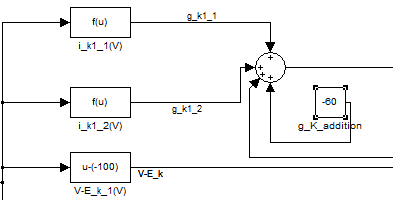 f(u)
g_k1_1
i_k1_1(V)
+
+
+
+
f(u)
g_k1_2
i_k1_2(V)
-60
g_K_addition
u-(-100)
V-E_k
V-E_k_1(V)